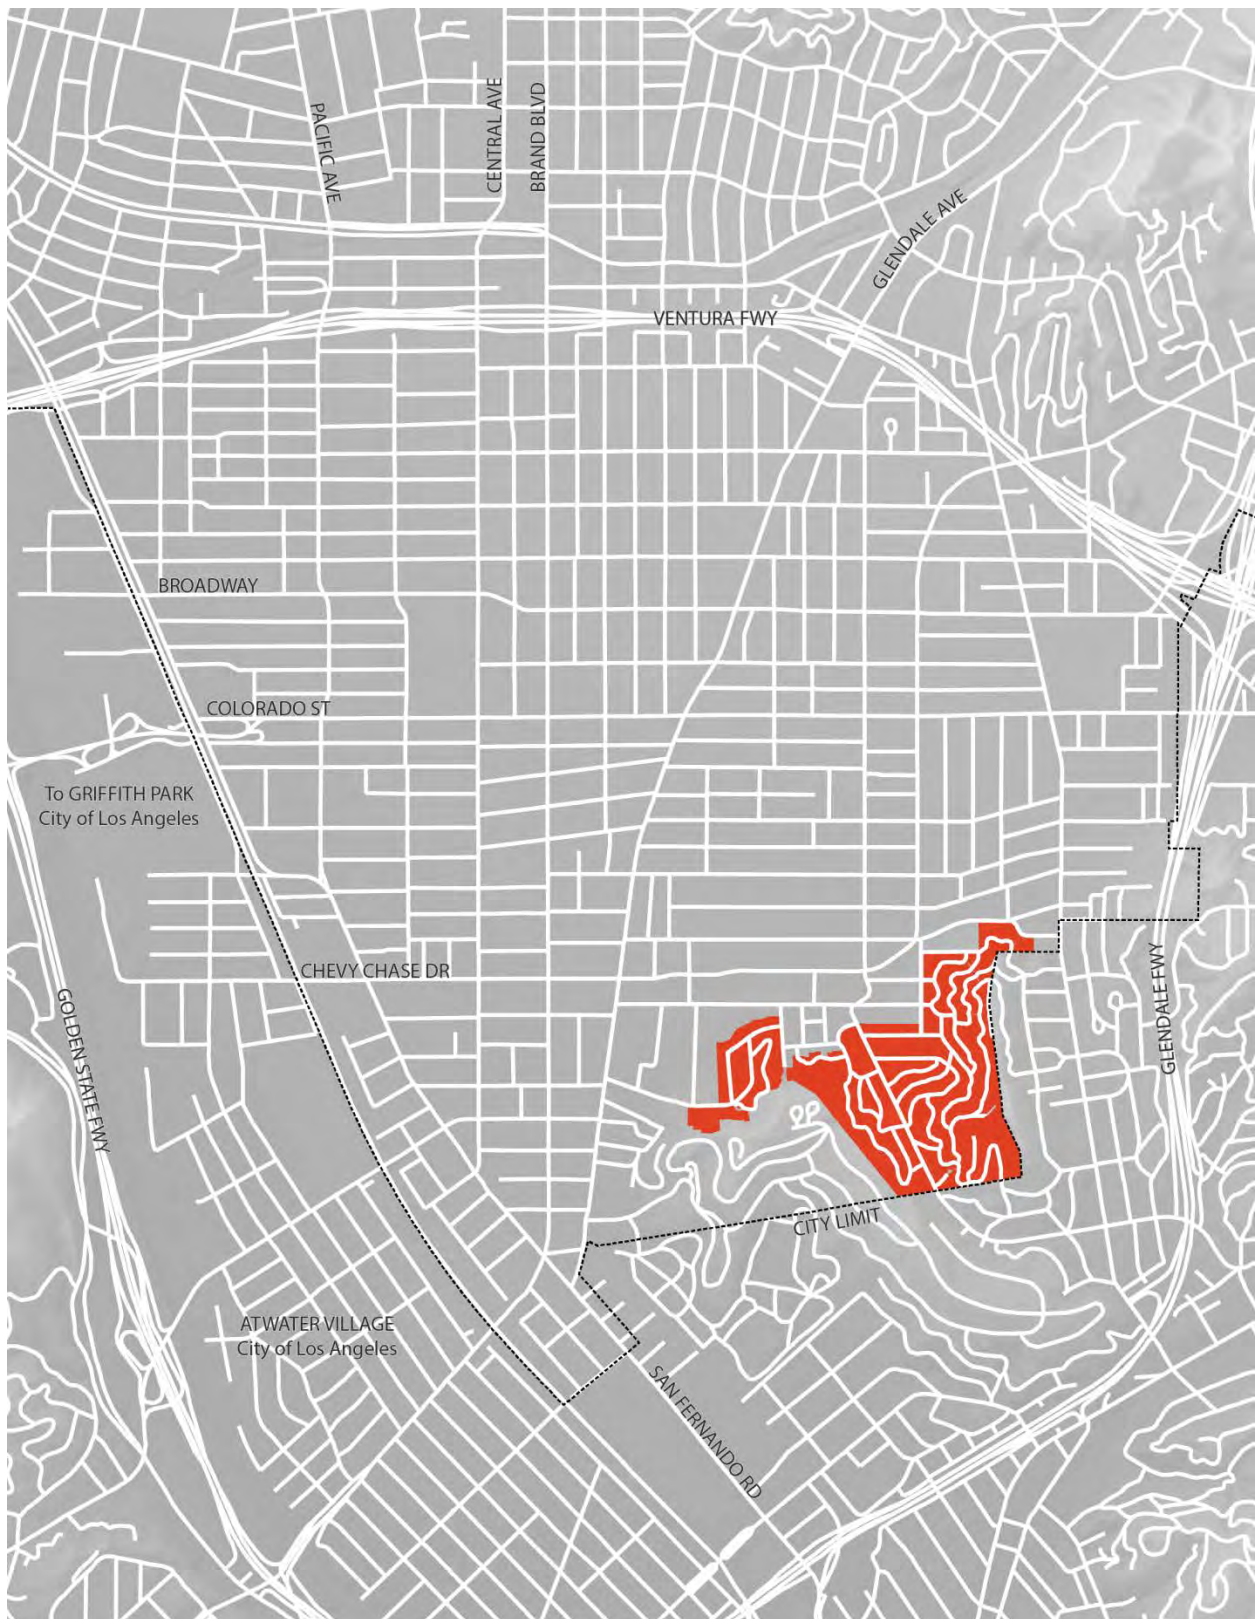 PACIFIC AVE
CENTRAL AVE
BRAND BLVD
GLENDALE AVE
VENTURA FWY
BROADWAY
COLORADO ST
To GRIFFITH PARK
City of Los Angeles
CHEVY CHASE DR
GOLDEN STATE FWY
GLENDALE FWY
CITY LIMIT
ATWATER VILLAGE
City of Los Angeles
SAN FERNANDO RD